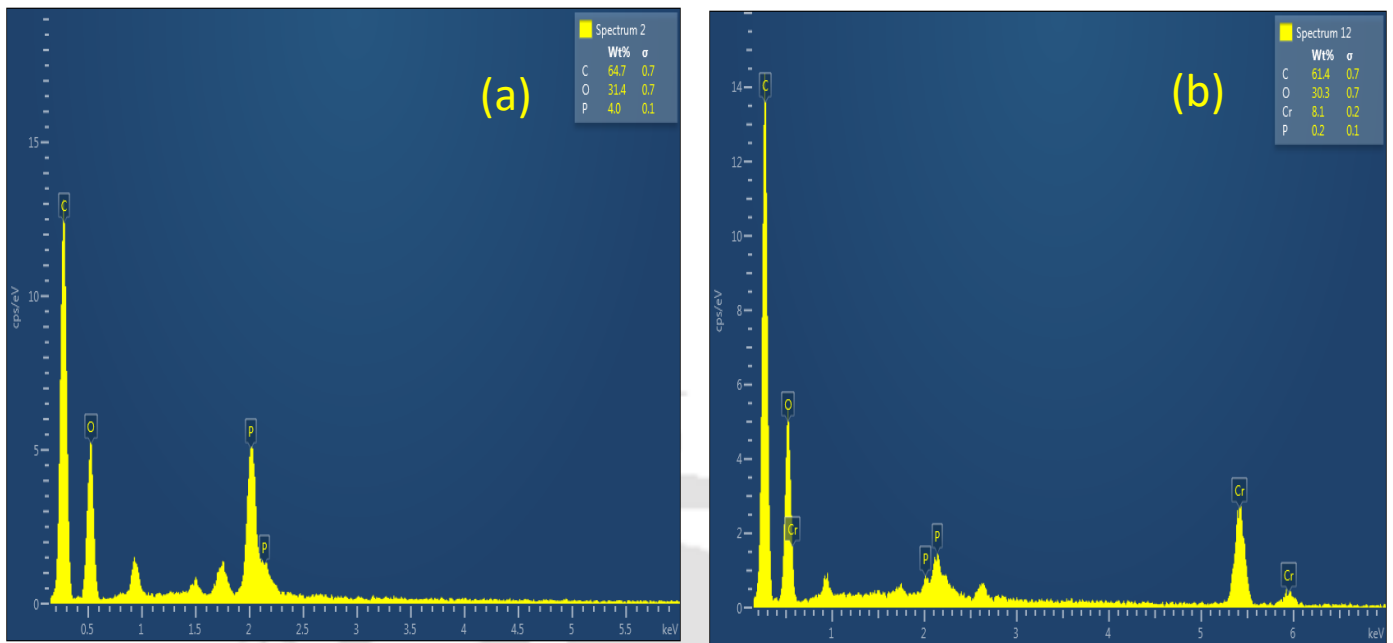 Spectrum 2
Wt% σ
C 64.7 0.7
O 31.4 0.7
P 4.0 0.1
(a)
15
C
10
cps/eV
O
P
5
P
0
0.5 1 1.5 2 2.5 3 3.5 4 4.5 5 5.5 keV
Spectrum 12
Wt% σ
C 61.4 0.7
O 30.3 0.7
Cr 8.1 0.2
P 0.2 0.1
(b)
14
C
12
10
8
cps/eV
6
O
4
Cr
2
Cr
P
P
Cr
0
1 2 3 4 5 6 keV